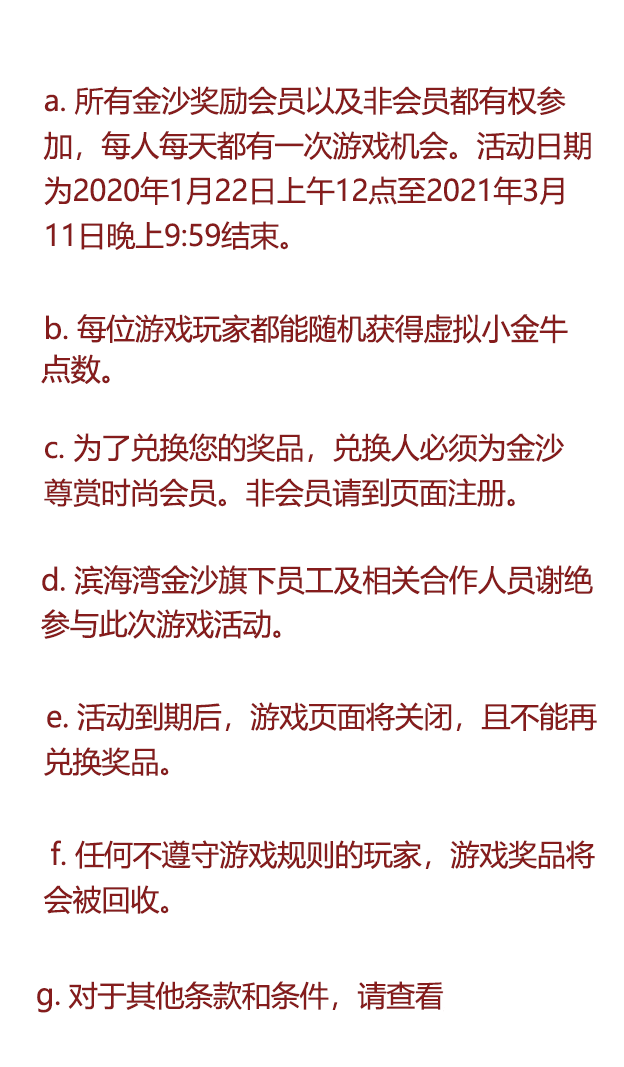 a. 所有金沙奖励会员以及非会员都有权参
加，每人每天都有一次游戏机会。活动日期
为2020年1月22日上午12点至2021年3月
11日晚上9:59结束。
b. 每位游戏玩家都能随机获得虚拟小金牛
点数。
c. 为了兑换您的奖品，兑换人必须为金沙
尊赏时尚会员。非会员请到页面注册。
d. 滨海湾金沙旗下员工及相关合作人员谢绝
参与此次游戏活动。
e. 活动到期后，游戏页面将关闭，且不能再
兑换奖品。
f. 任何不遵守游戏规则的玩家，游戏奖品将
会被回收。
g. 对于其他条款和条件，请查看